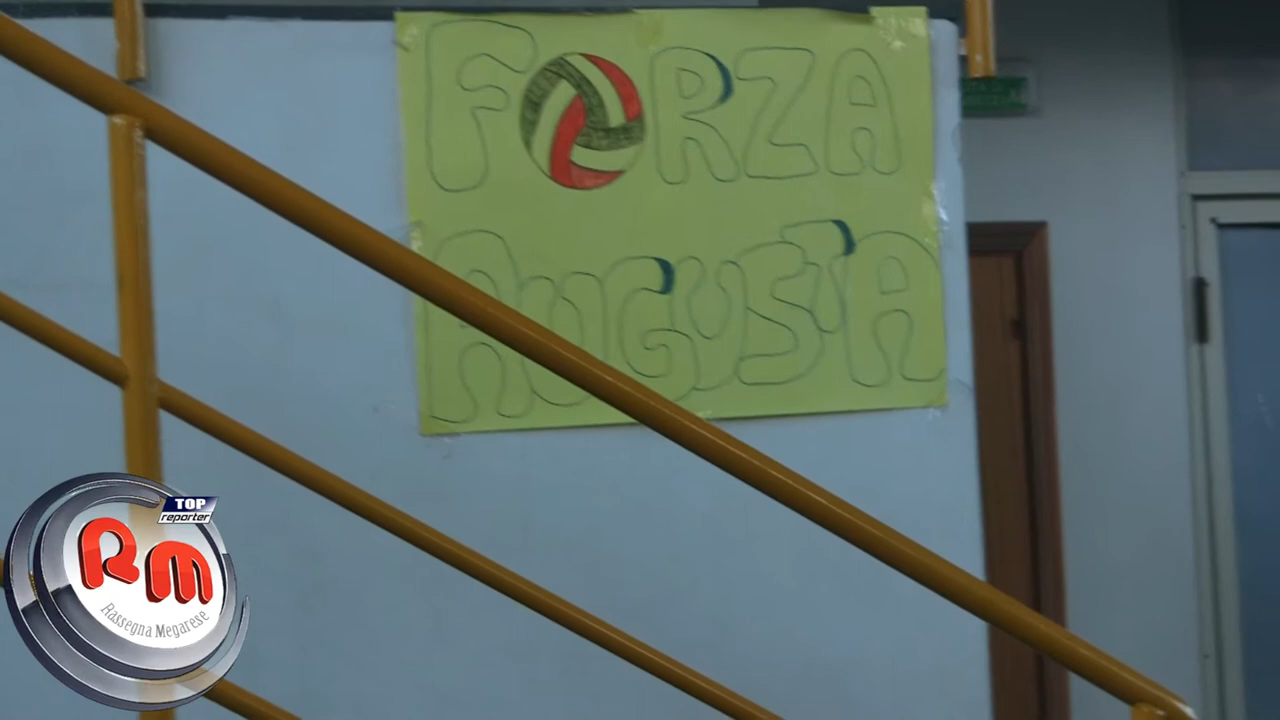 FORZA
AUGUSTA
TOP
reporter
RM
Rassegna Megarese